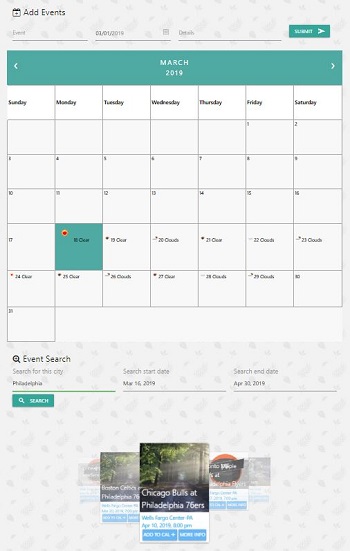 Add Events
Event
03/01/2019
Details
SUBMIT
MARCH
2019
Sunday Monday Tuesday Wednesday Thursday Friday Saturday
1 2
3 4 5 6 7 8 9
10 11 12 13 14 15 16
17 18 Clear 19 Clear 20 Clouds 21 Clear 22 Clouds 23 Clouds
24 Clear 25 Clear 26 Clouds 27 Clear 28 Clouds 29 Clouds 30
31
Event Search
Search for this city Search start date Search end date
Philadelphia Mar 16, 2019 Apr 30, 2019
SEARCH
Boston Celtics
Philadelphia 76
Chicago Bulls at
Philadelphia 76ers
Wells Fargo Center-PA
Apr 10, 2019, 8:00 pm
ADD TO CAL + MORE INFO